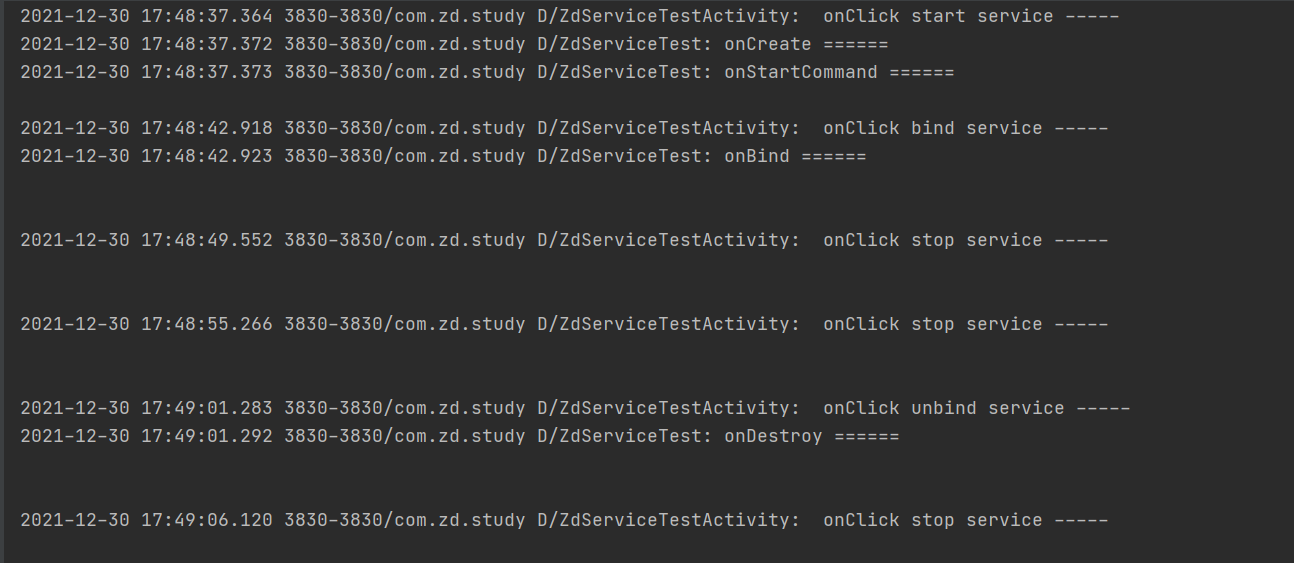 2021-12-30 17:48:37.364 3830-3830/com.zd.study D/ZdServiceTestActivity:  onClick start service -----
2021-12-30 17:48:37.372 3830-3830/com.zd.study D/ZdServiceTest: onCreate ======
2021-12-30 17:48:37.373 3830-3830/com.zd.study D/ZdServiceTest: onStartCommand ======
2021-12-30 17:48:42.918 3830-3830/com.zd.study D/ZdServiceTestActivity:  onClick bind service -----
2021-12-30 17:48:42.923 3830-3830/com.zd.study D/ZdServiceTest: onBind ======
2021-12-30 17:48:49.552 3830-3830/com.zd.study D/ZdServiceTestActivity:  onClick stop service -----
2021-12-30 17:48:55.266 3830-3830/com.zd.study D/ZdServiceTestActivity:  onClick stop service -----
2021-12-30 17:49:01.283 3830-3830/com.zd.study D/ZdServiceTestActivity:  onClick unbind service -----
2021-12-30 17:49:01.292 3830-3830/com.zd.study D/ZdServiceTest: onDestroy ======
2021-12-30 17:49:06.120 3830-3830/com.zd.study D/ZdServiceTestActivity:  onClick stop service -----